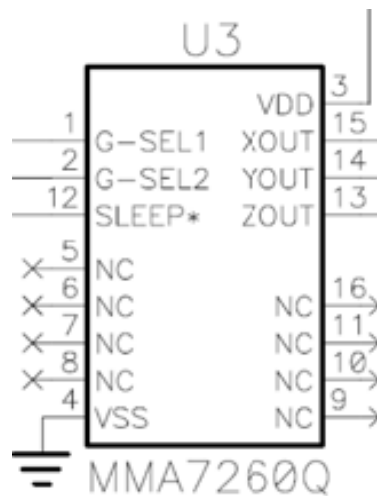 U3
VDD 3
1 G-SEL1 XOUT 15
2 G-SEL2 YOUT 14
12 SLEEP* ZOUT 13
5 NC
6 NC NC 16
7 NC NC 11
8 NC NC 10
4 VSS NC 9
MMA7260Q